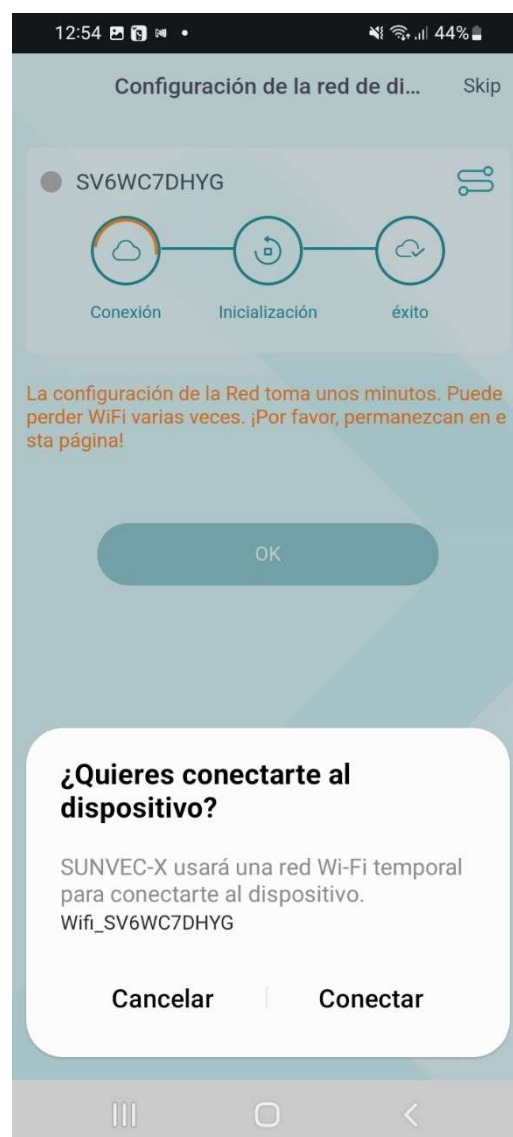 12:54
44%
Configuración de la red de di...
Skip
SV6WC7DHYG
Conexión
Inicialización
éxito
La configuración de la Red toma unos minutos. Puede
perder WiFi varias veces. ¡Por favor, permanezcan en e
sta página!
OK
¿Quieres conectarte al
dispositivo?
SUNVEC-X usará una red Wi-Fi temporal
para conectarte al dispositivo.
Wifi_SV6WC7DHYG
Cancelar
Conectar